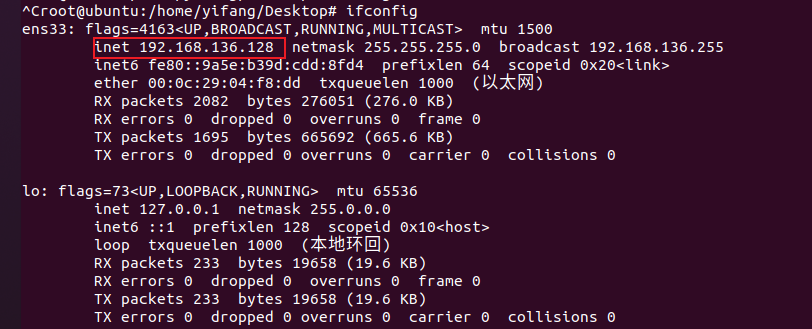 ^Croot@ubuntu:/home/yifang/Desktop# ifconfig
ens33: flags=4163<UP,BROADCAST,RUNNING,MULTICAST>  mtu 1500
        inet 192.168.136.128  netmask 255.255.255.0  broadcast 192.168.136.255
        inet6 fe80::9a5e:b39d:cdd:8fd4  prefixlen 64  scopeid 0x20<link>
        ether 00:0c:29:04:f8:dd  txqueuelen 1000  (以太网)
        RX packets 2082  bytes 276051 (276.0 KB)
        RX errors 0  dropped 0  overruns 0  frame 0
        TX packets 1695  bytes 665692 (665.6 KB)
        TX errors 0  dropped 0 overruns 0  carrier 0  collisions 0
lo: flags=73<UP,LOOPBACK,RUNNING>  mtu 65536
        inet 127.0.0.1  netmask 255.0.0.0
        inet6 ::1  prefixlen 128  scopeid 0x10<host>
        loop  txqueuelen 1000  (本地环回)
        RX packets 233  bytes 19658 (19.6 KB)
        RX errors 0  dropped 0  overruns 0  frame 0
        TX packets 233  bytes 19658 (19.6 KB)
        TX errors 0  dropped 0 overruns 0  carrier 0  collisions 0